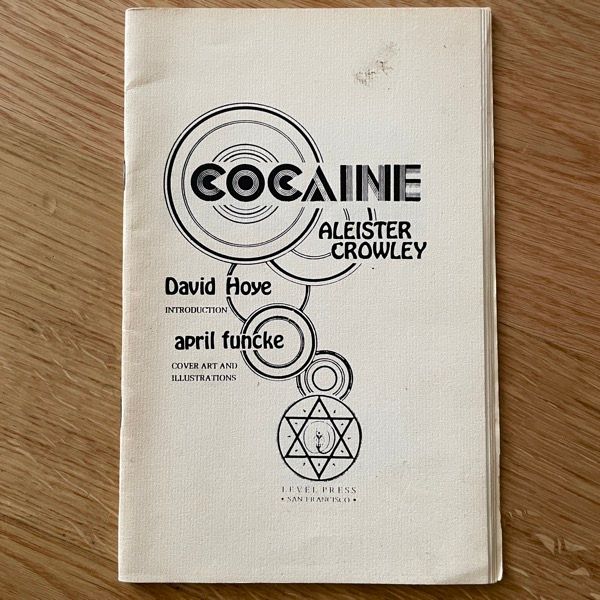 COCAINE
ALEISTER
CROWLEY
David Hoye
INTRODUCTION
april funcke
COVER ART AND
ILLUSTRATIONS
LEVEL PRESS
• SAN FRANCISCO •